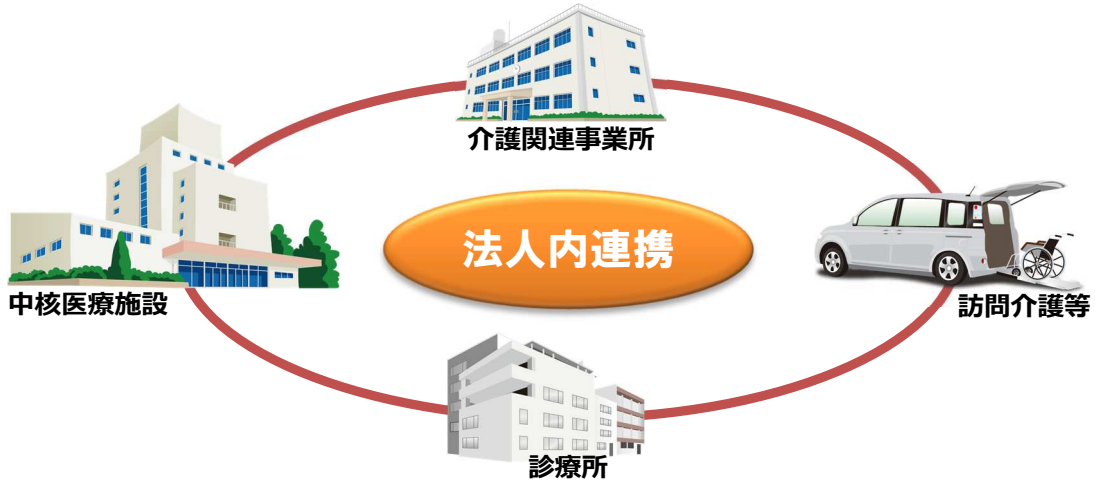 介護関連事業所
法人内連携
中核医療施設
訪問介護等
診療所